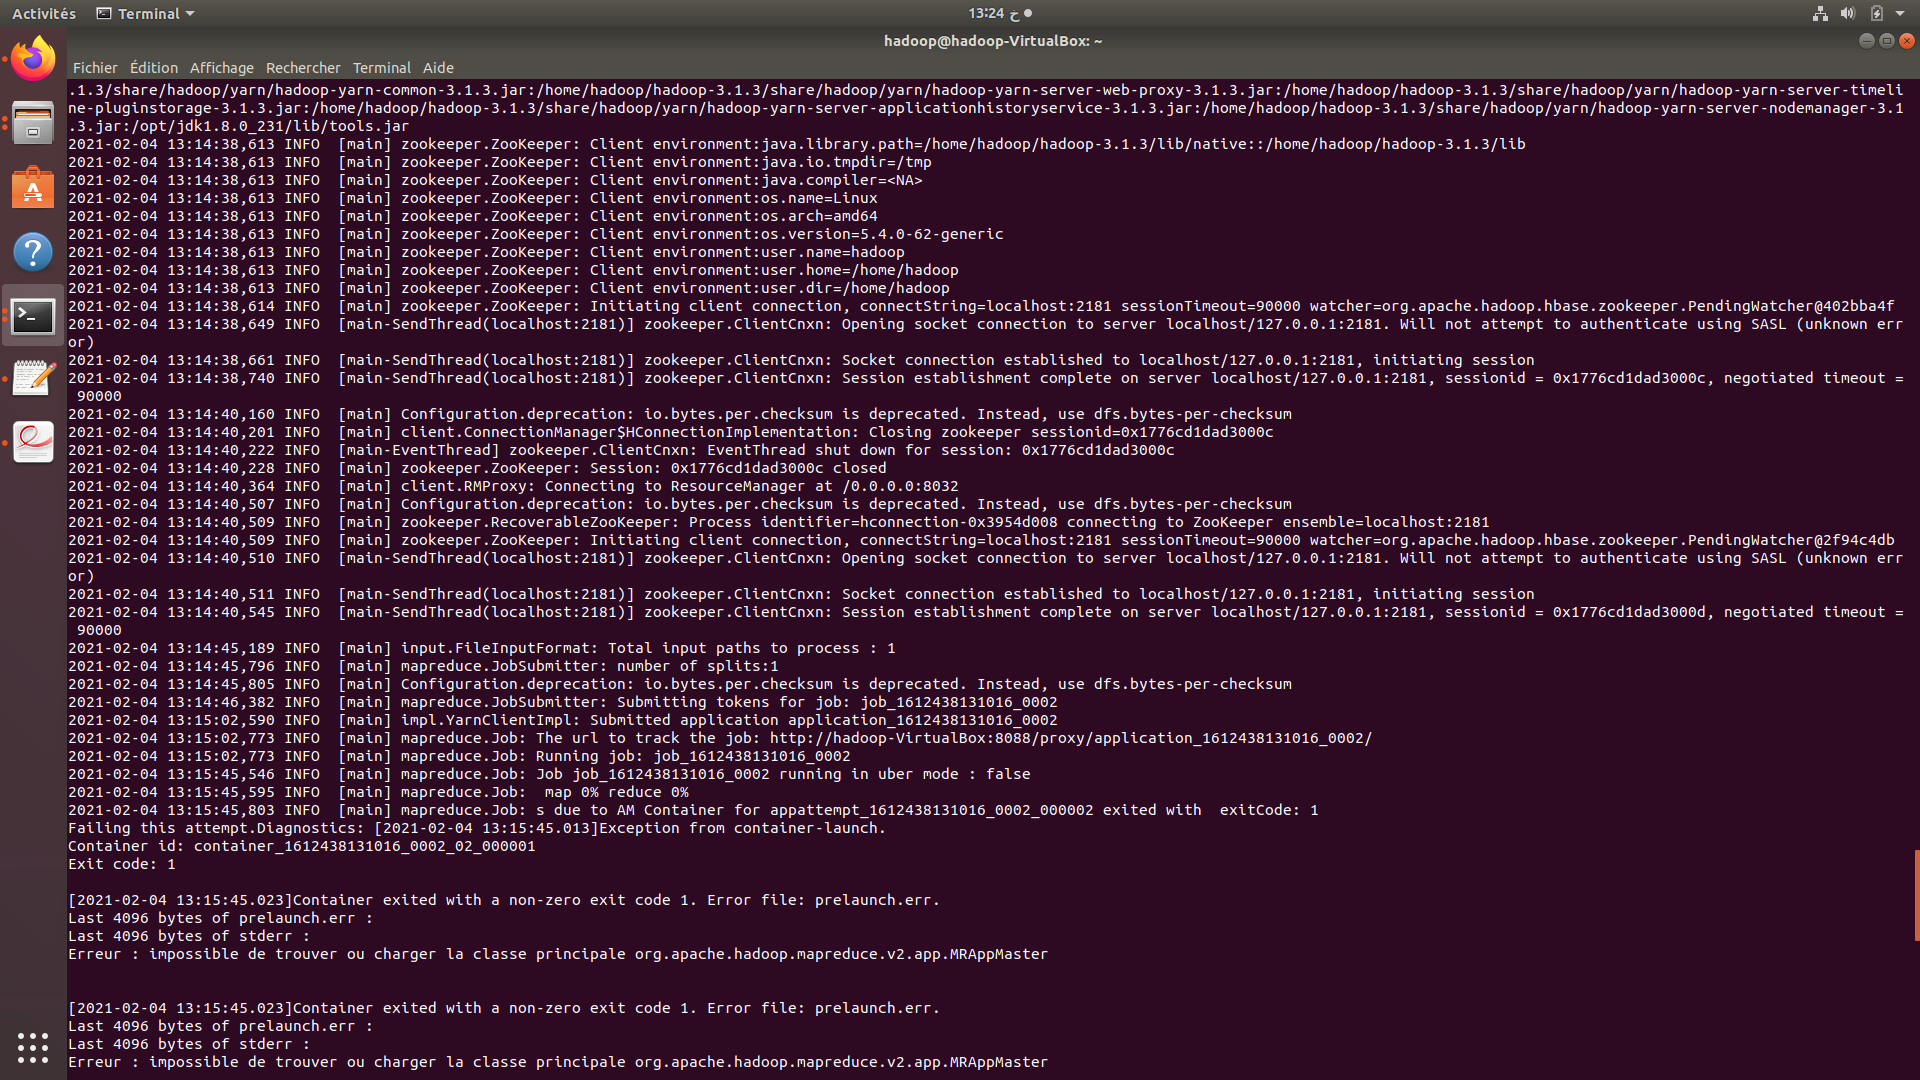 Activités Terminal 13:24 خ
hadoop@hadoop-VirtualBox: ~
Fichier Édition Affichage Rechercher Terminal Aide
.1.3/share/hadoop/yarn/hadoop-yarn-common-3.1.3.jar:/home/hadoop/hadoop-3.1.3/share/hadoop/yarn/hadoop-yarn-server-web-proxy-3.1.3.jar:/home/hadoop/hadoop-3.1.3/share/hadoop/yarn/hadoop-yarn-server-timeli
ne-pluginstorage-3.1.3.jar:/home/hadoop/hadoop-3.1.3/share/hadoop/yarn/hadoop-yarn-server-applicationhistoryservice-3.1.3.jar:/home/hadoop/hadoop-3.1.3/share/hadoop/yarn/hadoop-yarn-server-nodemanager-3.1
.3.jar:/opt/jdk1.8.0_231/lib/tools.jar
2021-02-04 13:14:38,613 INFO  [main] zookeeper.ZooKeeper: Client environment:java.library.path=/home/hadoop/hadoop-3.1.3/lib/native::/home/hadoop/hadoop-3.1.3/lib
2021-02-04 13:14:38,613 INFO  [main] zookeeper.ZooKeeper: Client environment:java.io.tmpdir=/tmp
2021-02-04 13:14:38,613 INFO  [main] zookeeper.ZooKeeper: Client environment:java.compiler=<NA>
2021-02-04 13:14:38,613 INFO  [main] zookeeper.ZooKeeper: Client environment:os.name=Linux
2021-02-04 13:14:38,613 INFO  [main] zookeeper.ZooKeeper: Client environment:os.arch=amd64
2021-02-04 13:14:38,613 INFO  [main] zookeeper.ZooKeeper: Client environment:os.version=5.4.0-62-generic
2021-02-04 13:14:38,613 INFO  [main] zookeeper.ZooKeeper: Client environment:user.name=hadoop
2021-02-04 13:14:38,613 INFO  [main] zookeeper.ZooKeeper: Client environment:user.home=/home/hadoop
2021-02-04 13:14:38,613 INFO  [main] zookeeper.ZooKeeper: Client environment:user.dir=/home/hadoop
2021-02-04 13:14:38,614 INFO  [main] zookeeper.ZooKeeper: Initiating client connection, connectString=localhost:2181 sessionTimeout=90000 watcher=org.apache.hadoop.hbase.zookeeper.PendingWatcher@402bba4f
2021-02-04 13:14:38,649 INFO  [main-SendThread(localhost:2181)] zookeeper.ClientCnxn: Opening socket connection to server localhost/127.0.0.1:2181. Will not attempt to authenticate using SASL (unknown err
or)
2021-02-04 13:14:38,661 INFO  [main-SendThread(localhost:2181)] zookeeper.ClientCnxn: Socket connection established to localhost/127.0.0.1:2181, initiating session
2021-02-04 13:14:38,740 INFO  [main-SendThread(localhost:2181)] zookeeper.ClientCnxn: Session establishment complete on server localhost/127.0.0.1:2181, sessionid = 0x1776cd1dad3000c, negotiated timeout =
 90000
2021-02-04 13:14:40,160 INFO  [main] Configuration.deprecation: io.bytes.per.checksum is deprecated. Instead, use dfs.bytes-per-checksum
2021-02-04 13:14:40,201 INFO  [main] client.ConnectionManager$HConnectionImplementation: Closing zookeeper sessionid=0x1776cd1dad3000c
2021-02-04 13:14:40,222 INFO  [main-EventThread] zookeeper.ClientCnxn: EventThread shut down for session: 0x1776cd1dad3000c
2021-02-04 13:14:40,228 INFO  [main] zookeeper.ZooKeeper: Session: 0x1776cd1dad3000c closed
2021-02-04 13:14:40,364 INFO  [main] client.RMProxy: Connecting to ResourceManager at /0.0.0.0:8032
2021-02-04 13:14:40,507 INFO  [main] Configuration.deprecation: io.bytes.per.checksum is deprecated. Instead, use dfs.bytes-per-checksum
2021-02-04 13:14:40,509 INFO  [main] zookeeper.RecoverableZooKeeper: Process identifier=hconnection-0x3954d008 connecting to ZooKeeper ensemble=localhost:2181
2021-02-04 13:14:40,509 INFO  [main] zookeeper.ZooKeeper: Initiating client connection, connectString=localhost:2181 sessionTimeout=90000 watcher=org.apache.hadoop.hbase.zookeeper.PendingWatcher@2f94c4db
2021-02-04 13:14:40,510 INFO  [main-SendThread(localhost:2181)] zookeeper.ClientCnxn: Opening socket connection to server localhost/127.0.0.1:2181. Will not attempt to authenticate using SASL (unknown err
or)
2021-02-04 13:14:40,511 INFO  [main-SendThread(localhost:2181)] zookeeper.ClientCnxn: Socket connection established to localhost/127.0.0.1:2181, initiating session
2021-02-04 13:14:40,545 INFO  [main-SendThread(localhost:2181)] zookeeper.ClientCnxn: Session establishment complete on server localhost/127.0.0.1:2181, sessionid = 0x1776cd1dad3000d, negotiated timeout =
 90000
2021-02-04 13:14:45,189 INFO  [main] input.FileInputFormat: Total input paths to process : 1
2021-02-04 13:14:45,796 INFO  [main] mapreduce.JobSubmitter: number of splits:1
2021-02-04 13:14:45,805 INFO  [main] Configuration.deprecation: io.bytes.per.checksum is deprecated. Instead, use dfs.bytes-per-checksum
2021-02-04 13:14:46,382 INFO  [main] mapreduce.JobSubmitter: Submitting tokens for job: job_1612438131016_0002
2021-02-04 13:15:02,590 INFO  [main] impl.YarnClientImpl: Submitted application application_1612438131016_0002
2021-02-04 13:15:02,773 INFO  [main] mapreduce.Job: The url to track the job: http://hadoop-VirtualBox:8088/proxy/application_1612438131016_0002/
2021-02-04 13:15:02,773 INFO  [main] mapreduce.Job: Running job: job_1612438131016_0002
2021-02-04 13:15:45,546 INFO  [main] mapreduce.Job: Job job_1612438131016_0002 running in uber mode : false
2021-02-04 13:15:45,595 INFO  [main] mapreduce.Job:  map 0% reduce 0%
2021-02-04 13:15:45,803 INFO  [main] mapreduce.Job: s due to AM Container for appattempt_1612438131016_0002_000002 exited with  exitCode: 1
Failing this attempt.Diagnostics: [2021-02-04 13:15:45.013]Exception from container-launch.
Container id: container_1612438131016_0002_02_000001
Exit code: 1
[2021-02-04 13:15:45.023]Container exited with a non-zero exit code 1. Error file: prelaunch.err.
Last 4096 bytes of prelaunch.err :
Last 4096 bytes of stderr :
Erreur : impossible de trouver ou charger la classe principale org.apache.hadoop.mapreduce.v2.app.MRAppMaster
[2021-02-04 13:15:45.023]Container exited with a non-zero exit code 1. Error file: prelaunch.err.
Last 4096 bytes of prelaunch.err :
Last 4096 bytes of stderr :
Erreur : impossible de trouver ou charger la classe principale org.apache.hadoop.mapreduce.v2.app.MRAppMaster